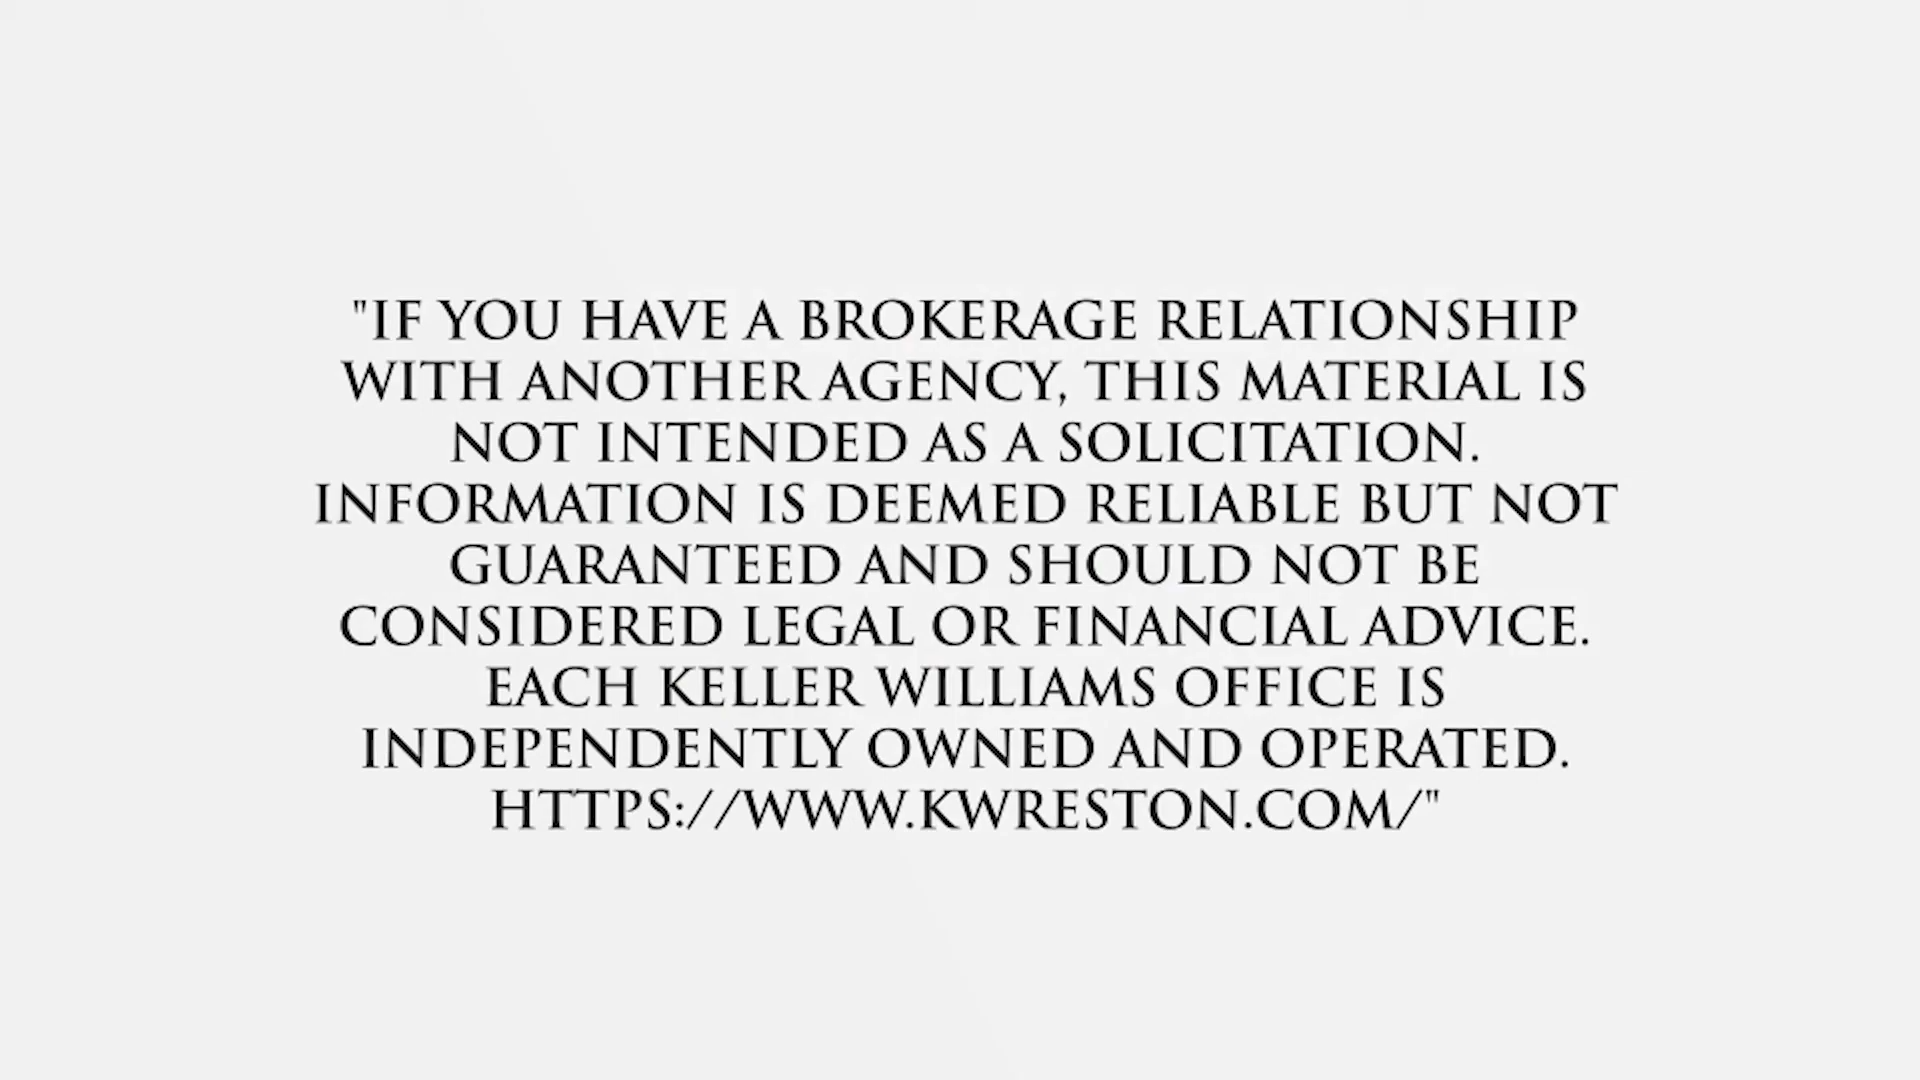 "IF YOU HAVE A BROKERAGE RELATIONSHIP
WITH ANOTHER AGENCY, THIS MATERIAL IS
NOT INTENDED AS A SOLICITATION.
INFORMATION IS DEEMED RELIABLE BUT NOT
GUARANTEED AND SHOULD NOT BE
CONSIDERED LEGAL OR FINANCIAL ADVICE.
EACH KELLER WILLIAMS OFFICE IS
INDEPENDENTLY OWNED AND OPERATED.
HTTPS://WWW.KWRESTON.COM/"